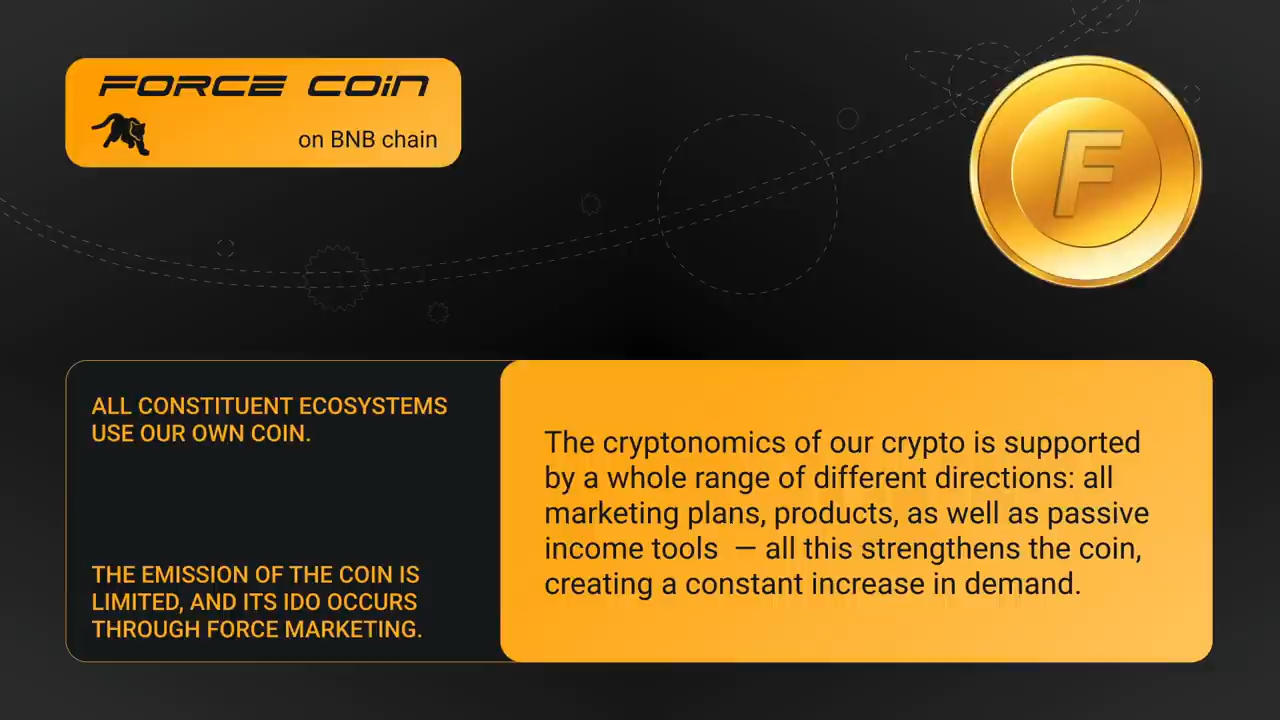 FORCE COiN
on BNB chain
F
ALL CONSTITUENT ECOSYSTEMS
USE OUR OWN COIN.
THE EMISSION OF THE COIN IS
LIMITED, AND ITS IDO OCCURS
THROUGH FORCE MARKETING.
The cryptonomics of our crypto is supported
by a whole range of different directions: all
marketing plans, products, as well as passive
income tools — all this strengthens the coin,
creating a constant increase in demand.